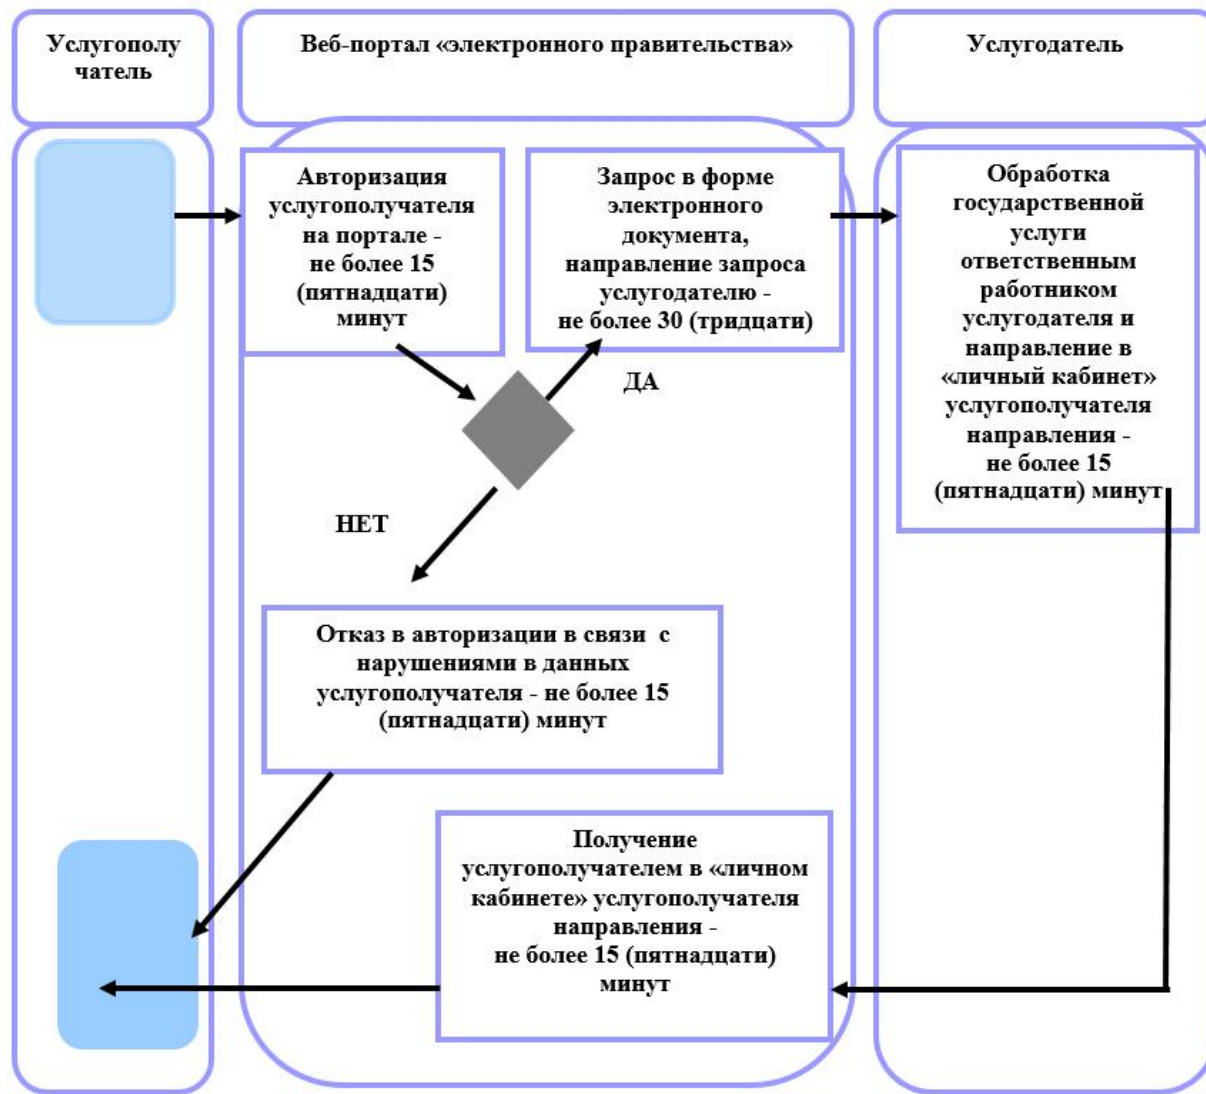 Услугополу
чатель
Веб-портал «электронного правительства»
Услугодатель
Авторизация
услугополучателя
на портале -
не более 15
(пятнадцати)
минут
Запрос в форме
электронного
документа,
направление запроса
услугодателю -
не более 30 (тридцати)
Обработка
государственной
услуги
ответственным
работником
услугодателя и
направление в
«личный кабинет»
услугополучателя
направления -
не более 15
(пятнадцати) минут
ДА
НЕТ
Отказ в авторизации в связи с
нарушениями в данных
услугополучателя - не более 15
(пятнадцати) минут
Получение
услугополучателем в «личном
кабинете» услугополучателя
направления -
не более 15 (пятнадцати)
минут